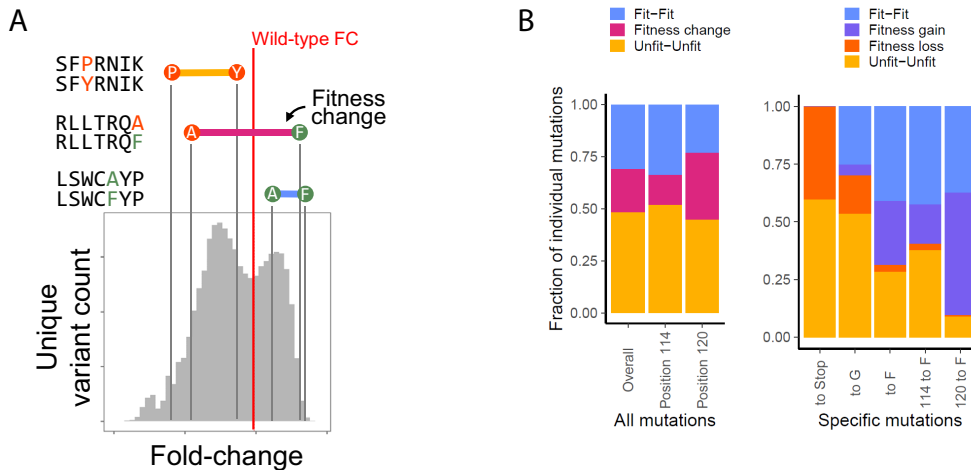 A
Wild-type FC
SFPRNIK
SFYRNIK
P
Y
Fitness
change
RLLTRQA
RLLTRQF
A
F
LSWCAYP
LSWCFYP
A
F
Unique
variant count
Fold-change
B
Fit-Fit
Fitness change
Unfit-Unfit
Fit-Fit
Fitness gain
Fitness loss
Unfit-Unfit
Fraction of individual mutations
1.00
0.75
0.50
0.25
0.00
Overall
Position 114
Position 120
All mutations
1.00
0.75
0.50
0.25
0.00
to Stop
to G
to F
114 to F
120 to F
Specific mutations